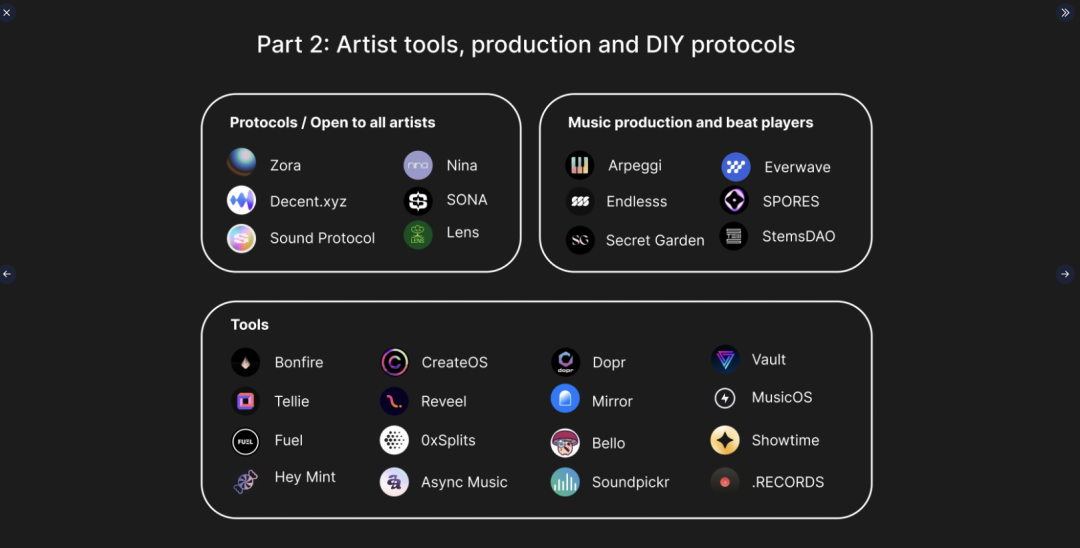 Part 2: Artist tools, production and DIY protocols
Protocols / Open to all artists
Zora
Nina
Decent.xyz
SONA
Sound Protocol
Lens
Music production and beat players
Arpeggi
Everwave
Endlesss
SPORES
Secret Garden
StemsDAO
Tools
Bonfire
CreateOS
Dopr
Vault
Tellie
Reveel
Mirror
MusicOS
Fuel
0xSplits
Bello
Showtime
Hey Mint
Async Music
Soundpickr
.RECORDS
nina
LENS
SG
dopr
FUEL